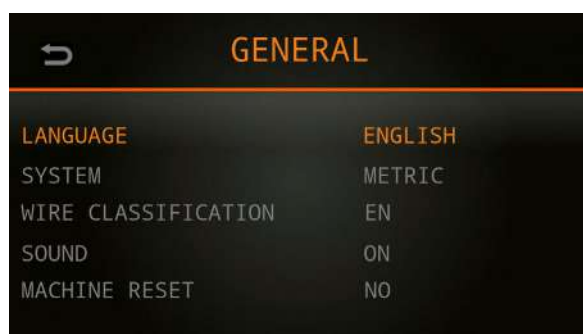 GENERAL
LANGUAGE ENGLISH
SYSTEM METRIC
WIRE CLASSIFICATION EN
SOUND ON
MACHINE RESET NO